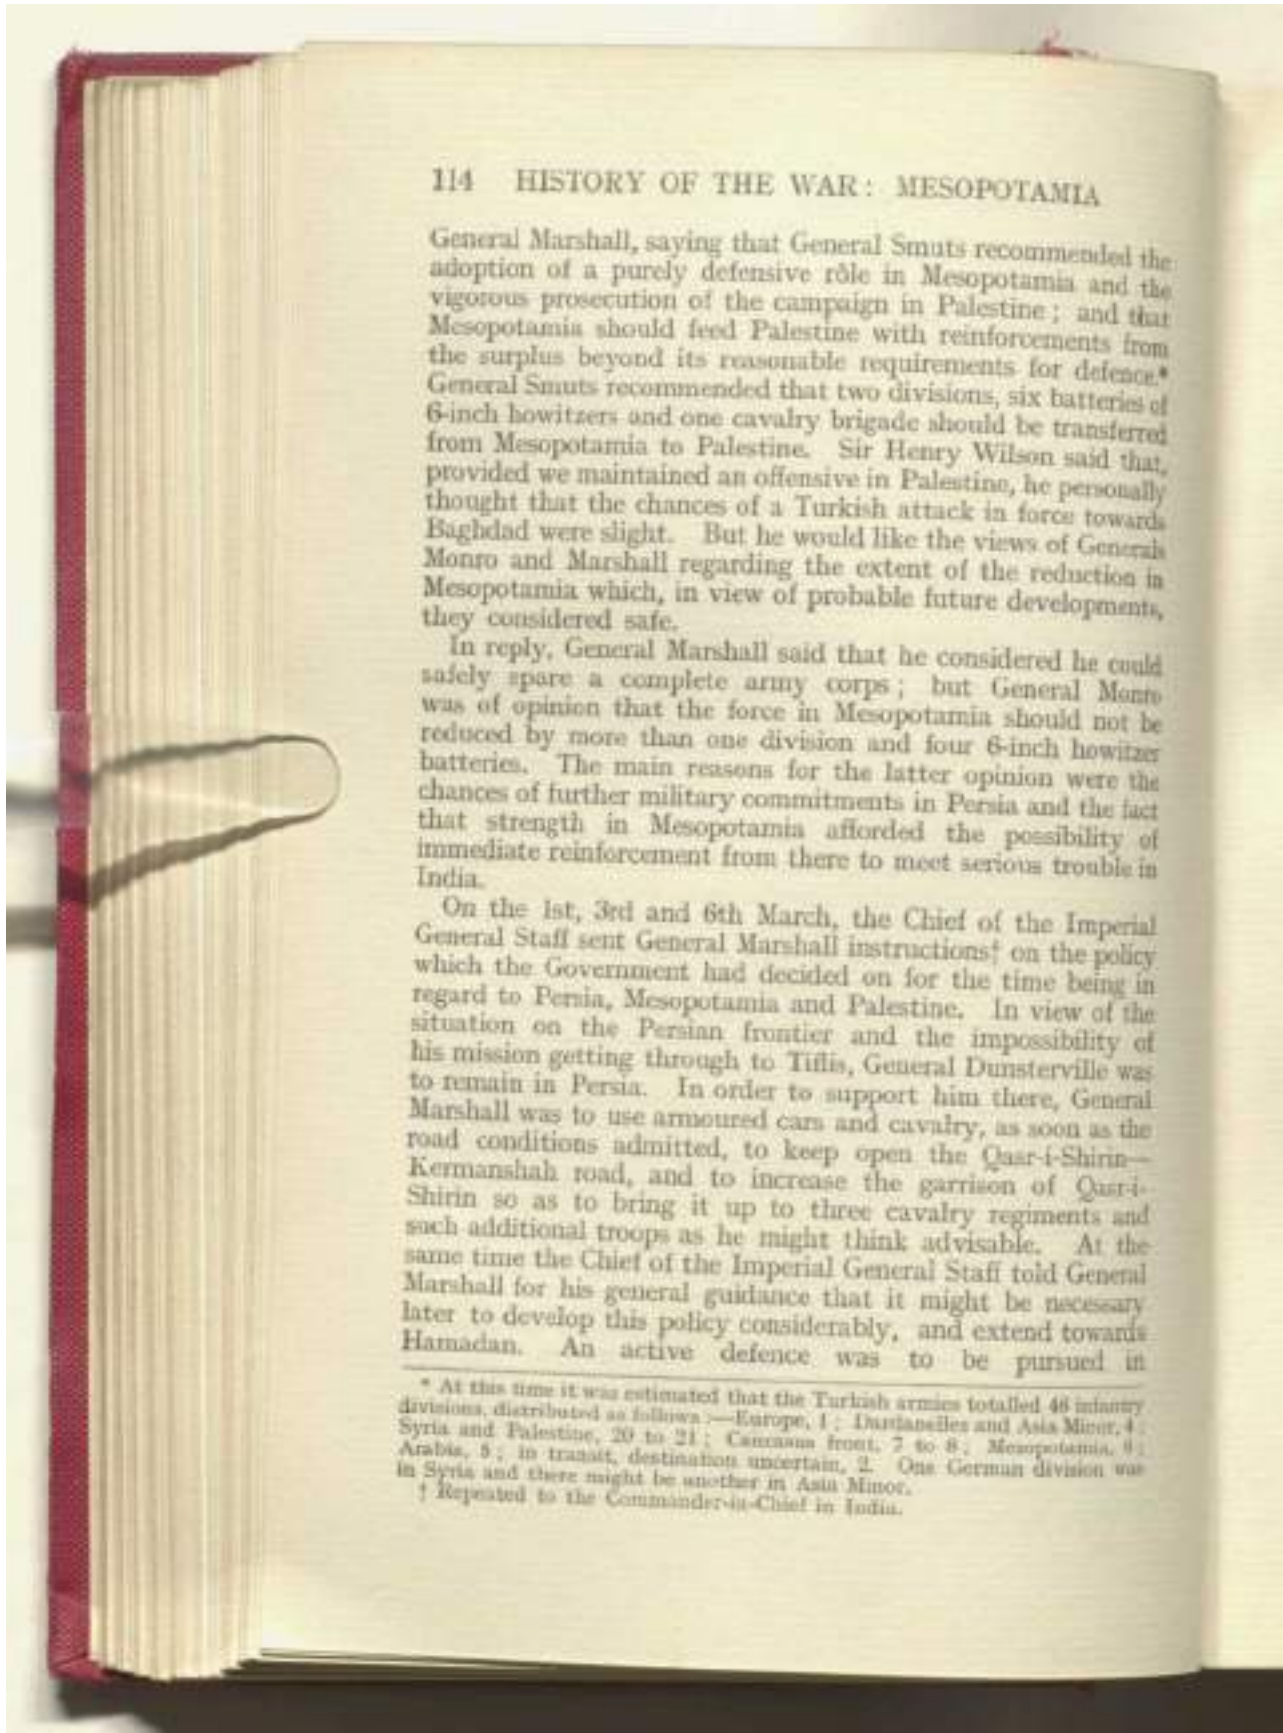 114 HISTORY OF THE WAR: MESOPOTAMIA
General Marshall, saying that General Smuts recommended the
adoption of a purely defensive rôle in Mesopotamia and the
vigorous prosecution of the campaign in Palestine; and that
Mesopotamia should feed Palestine with reinforcements from
the surplus beyond its reasonable requirements for defence.*
General Smuts recommended that two divisions, six batteries of
6-inch howitzers and one cavalry brigade should be transferred
from Mesopotamia to Palestine. Sir Henry Wilson said that,
provided we maintained an offensive in Palestine, he personally
thought that the chances of a Turkish attack in force towards
Baghdad were slight. But he would like the views of Generals
Monro and Marshall regarding the extent of the reduction in
Mesopotamia which, in view of probable future developments,
they considered safe.
In reply, General Marshall said that he considered he could
safely spare a complete army corps; but General Monro
was of opinion that the force in Mesopotamia should not be
reduced by more than one division and four 6-inch howitzer
batteries. The main reasons for the latter opinion were the
chances of further military commitments in Persia and the fact
that strength in Mesopotamia afforded the possibility of
immediate reinforcement from there to meet serious trouble in
India.
On the 1st, 3rd and 6th March, the Chief of the Imperial
General Staff sent General Marshall instructions† on the policy
which the Government had decided on for the time being in
regard to Persia, Mesopotamia and Palestine. In view of the
situation on the Persian frontier and the impossibility of
his mission getting through to Tiflis, General Dunsterville was
to remain in Persia. In order to support him there, General
Marshall was to use armoured cars and cavalry, as soon as the
road conditions admitted, to keep open the Qasr-i-Shirin—
Kermanshah road, and to increase the garrison of Qasr-i-
Shirin so as to bring it up to three cavalry regiments and
such additional troops as he might think advisable. At the
same time the Chief of the Imperial General Staff told General
Marshall for his general guidance that it might be necessary
later to develop this policy considerably, and extend towards
Hamadan. An active defence was to be pursued in
* At this time it was estimated that the Turkish armies totalled 46 infantry
divisions, distributed as follows:—Europe, 1; Dardanelles and Asia Minor, 4;
Syria and Palestine, 20 to 21; Caucasus front, 7 to 8; Mesopotamia, 6;
Arabia, 5; in transit, destination uncertain, 2. One German division was
in Syria and there might be another in Asia Minor.
† Repeated to the Commander-in-Chief in India.